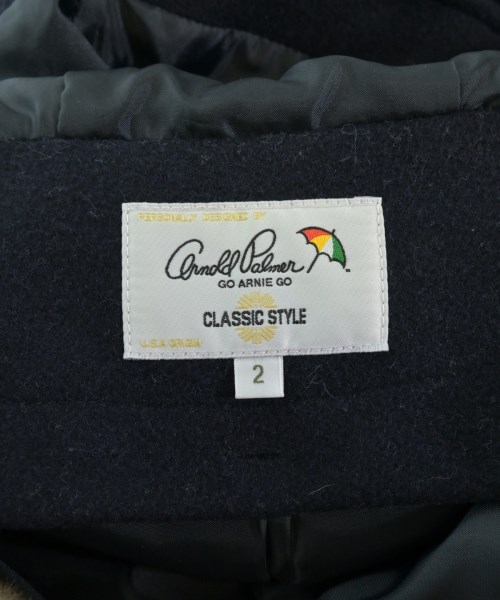 PERSONALLY DESIGNED BY
Arnold Palmer
GO ARNIE GO
CLASSIC STYLE
U.S.A ORIGIN
2